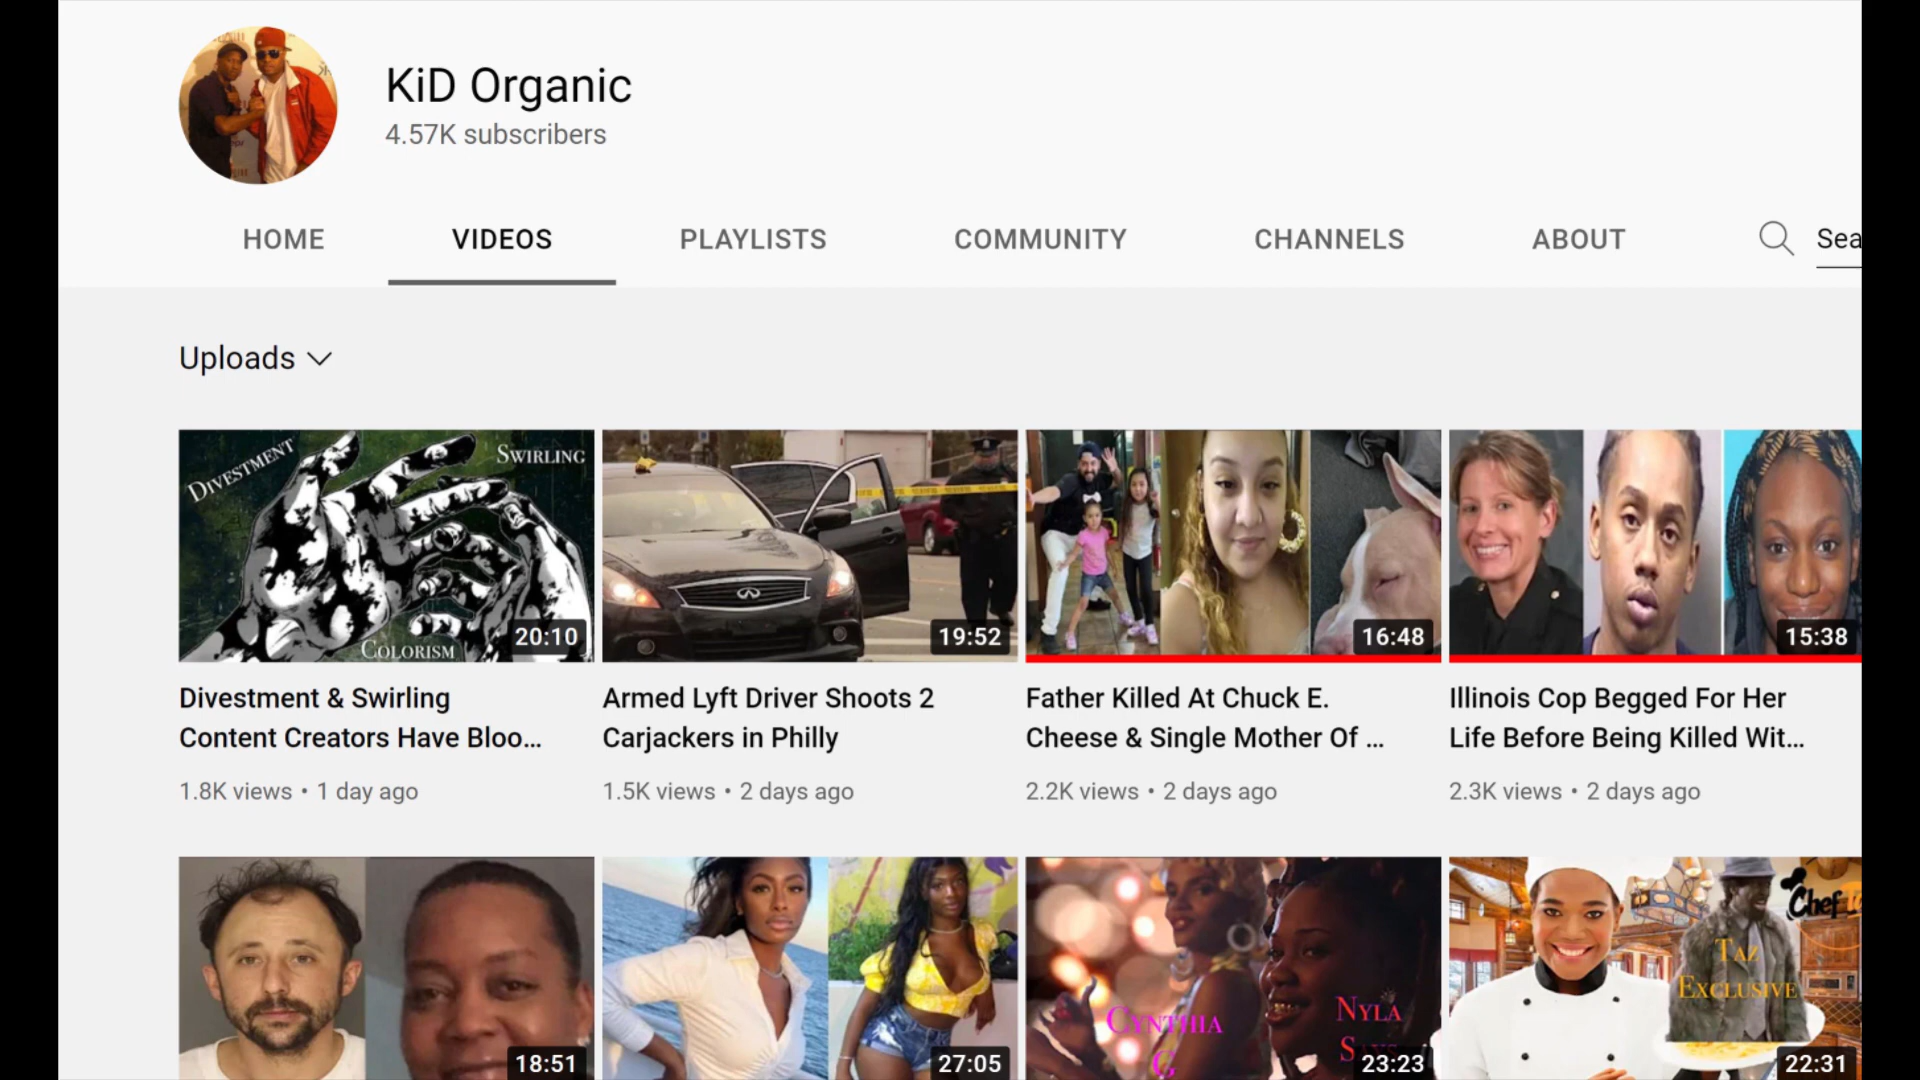 KiD Organic
4.57K subscribers
HOME VIDEOS PLAYLISTS COMMUNITY CHANNELS ABOUT Sea
Uploads
DIVESTMENT
SWIRLING
COLORISM
20:10
19:52
16:48
15:38
Divestment & Swirling
Content Creators Have Bloo...
1.8K views • 1 day ago
Armed Lyft Driver Shoots 2
Carjackers in Philly
1.5K views • 2 days ago
Father Killed At Chuck E.
Cheese & Single Mother Of ...
2.2K views • 2 days ago
Illinois Cop Begged For Her
Life Before Being Killed Wit...
2.3K views • 2 days ago
18:51
27:05
CYNTHIA
G
NYLA
23:23
Chef
TAZ
EXCLUSIVE
22:31